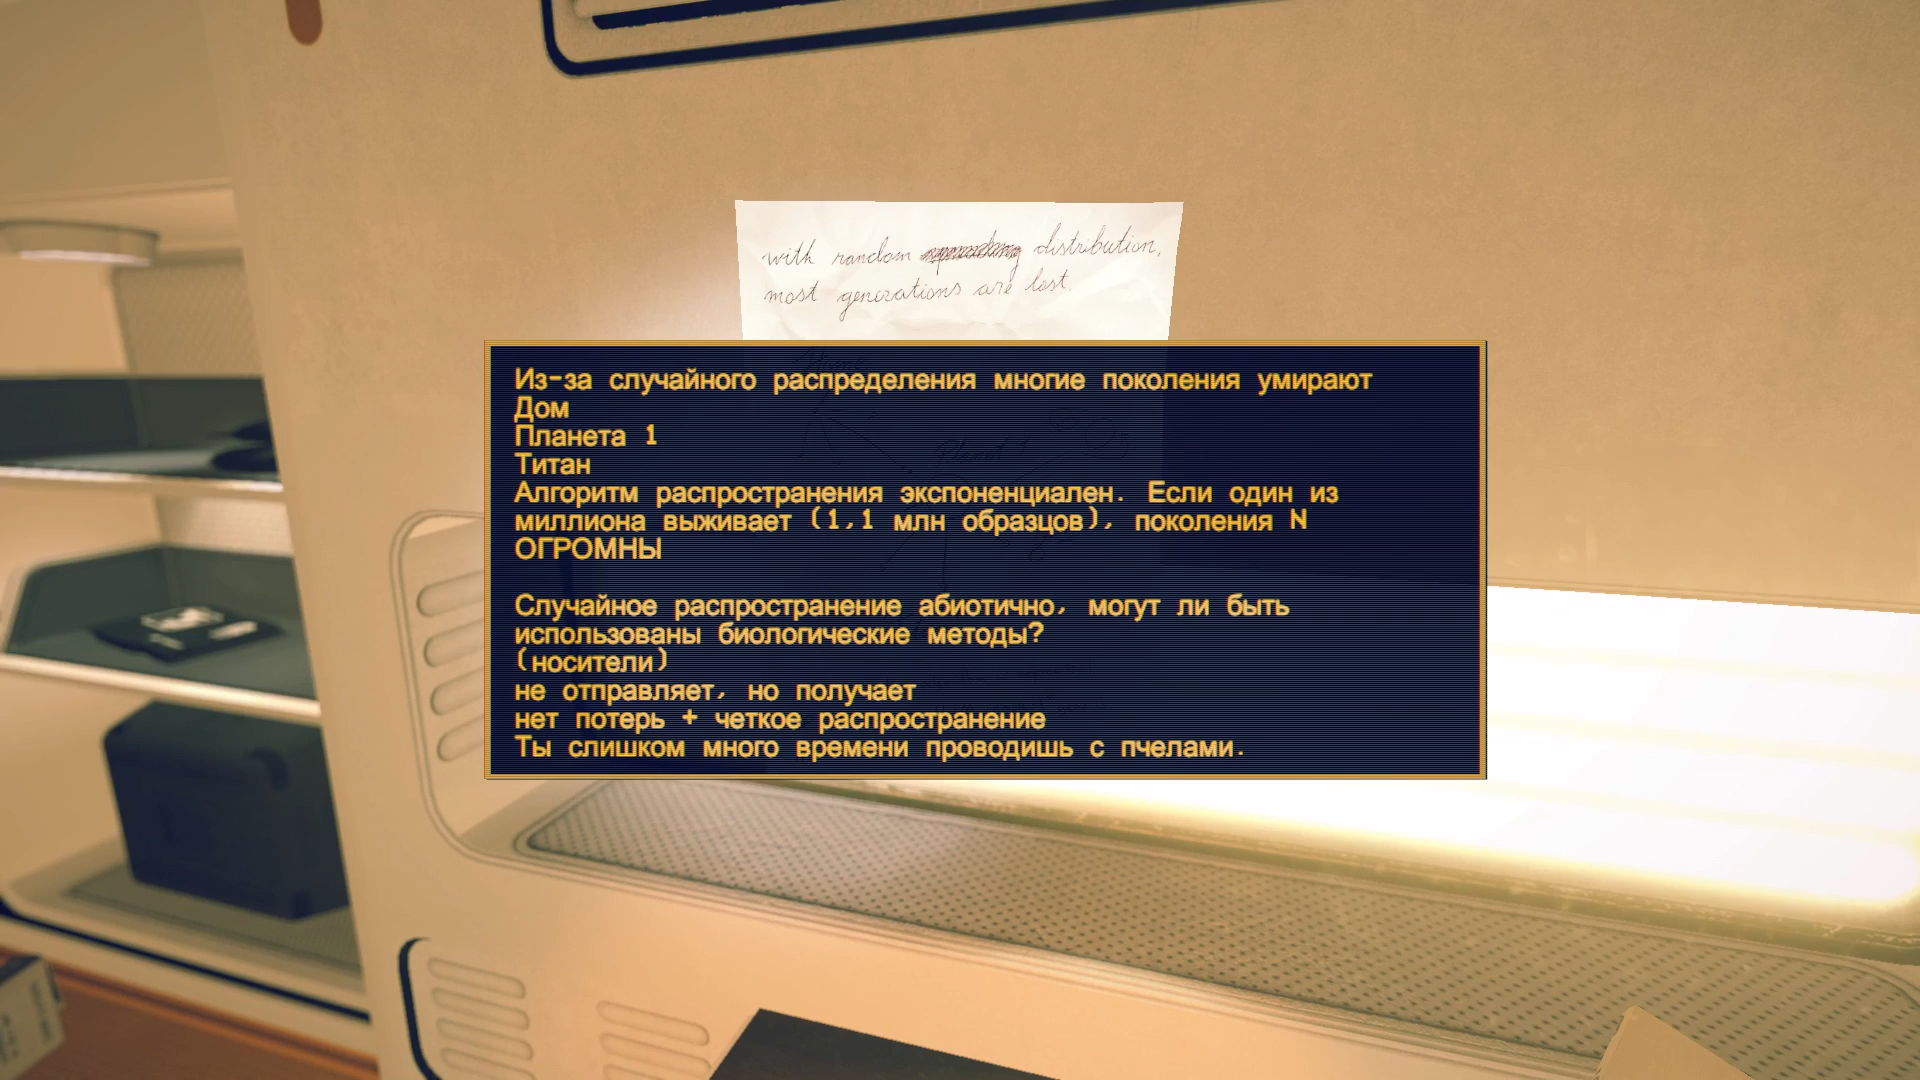 with random distribution,
most generations are lost.
Из-за случайного распределения многие поколения умирают
Дом
Планета 1
Титан
Алгоритм распространения экспоненциален. Если один из
миллиона выживает (1,1 млн образцов), поколения N
ОГРОМНЫ
Случайное распространение абиотично, могут ли быть
использованы биологические методы?
(носители)
не отправляет, но получает
нет потерь + четкое распространение
Ты слишком много времени проводишь с пчелами.